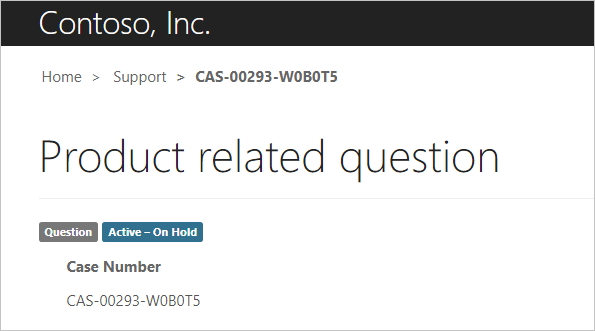 Contoso, Inc.
Home > Support > CAS-00293-W0B0T5
Product related question
Question Active – On Hold
Case Number
CAS-00293-W0B0T5